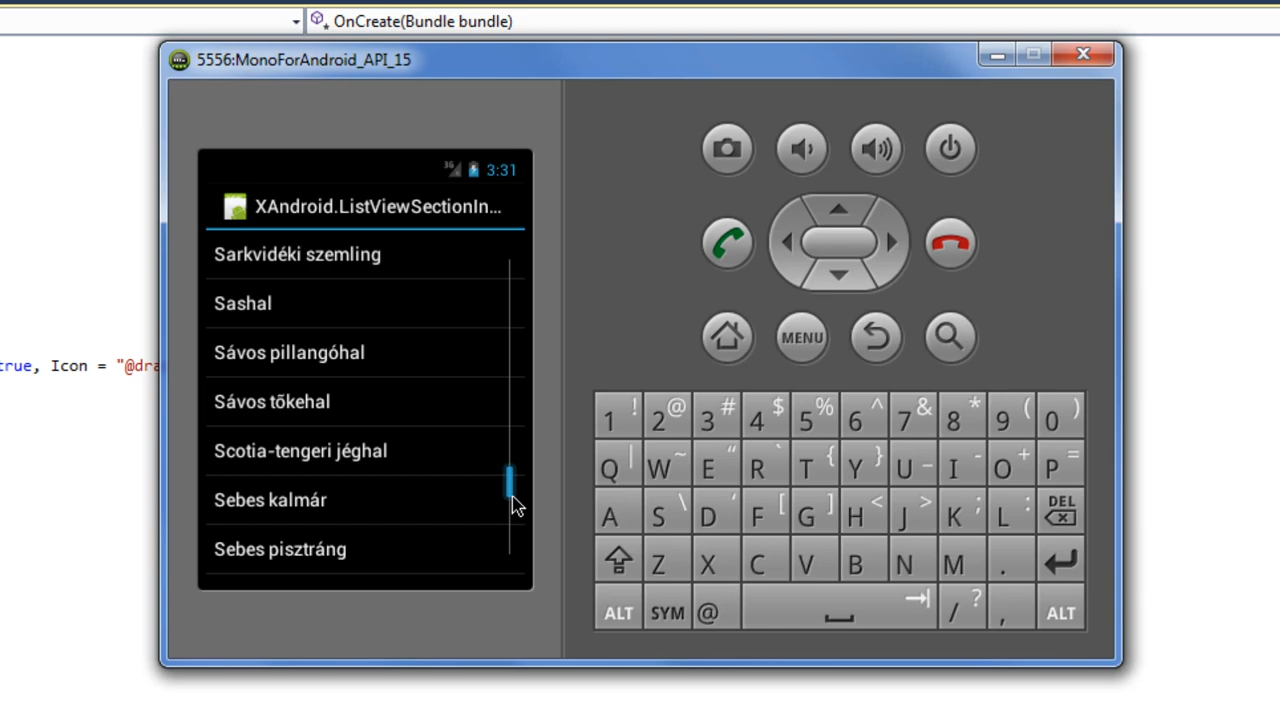 OnCreate(Bundle bundle)
5556:MonoForAndroid_API_15
3G 3:31
XAndroid.ListViewSectionIn...
Sarkvidéki szemling
Sashal
Sávos pillangóhal
true, Icon = "@dra
Sávos tőkehal
Scotia-tengeri jéghal
Sebes kalmár
Sebes pisztráng
MENU
1 ! 2 @ 3 # 4 $ 5 % 6 ^ 7 & 8 * 9 ( 0 )
Q | W ~ E " R ` T { Y } U _ I - O + P =
A S \ D ' F [ G ] H < J > K ; L : DEL
Z X C V B N M .
ALT SYM @ / ? , ALT